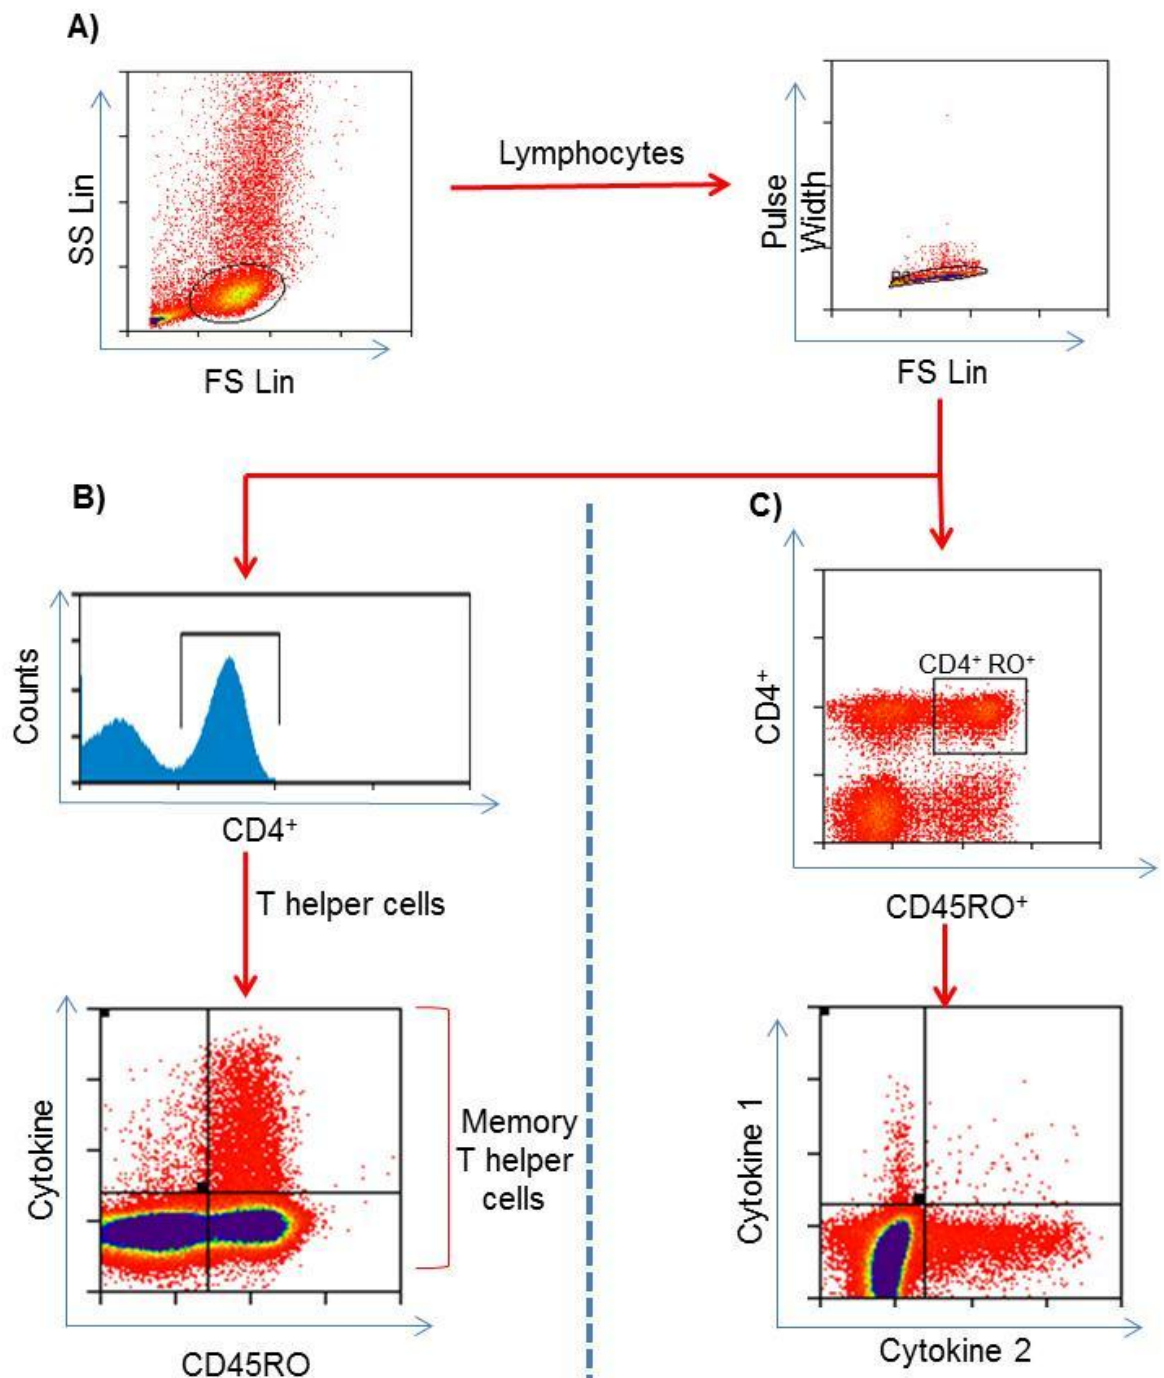 A)
SS Lin
FS Lin
Lymphocytes
Pulse
Width
FS Lin
B)
Counts
CD4⁺
T helper cells
Cytokine
CD45RO
Memory
T helper
cells
C)
CD4⁺
CD4⁺ RO⁺
CD45RO⁺
Cytokine 1
Cytokine 2